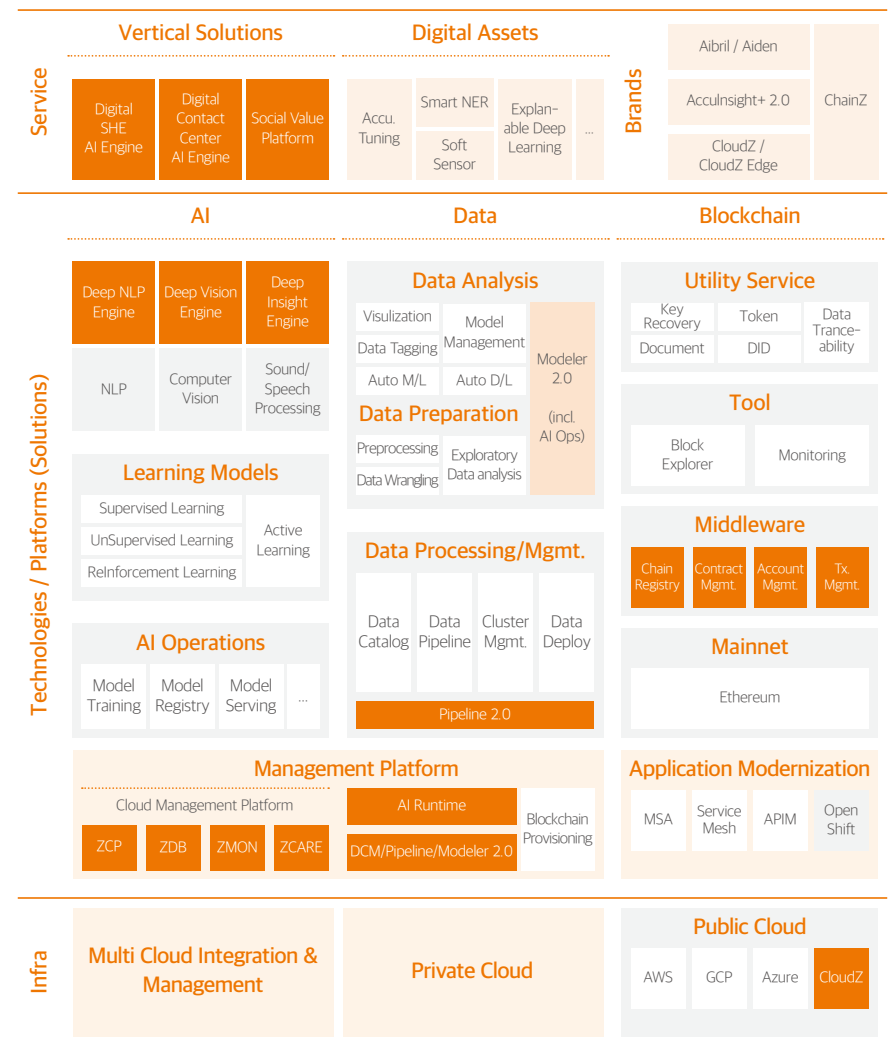 Service
Vertical Solutions
Digital
SHE
AI Engine
Digital
Contact
Center
AI Engine
Social Value
Platform
Digital Assets
Accu.
Tuning
Smart NER
Soft
Sensor
Explan-
able Deep
Learning
...
Brands
Aibril / Aiden
AccuInsight+ 2.0
CloudZ /
CloudZ Edge
ChainZ
Technologies / Platforms (Solutions)
AI
Deep NLP
Engine
Deep Vision
Engine
Deep
Insight
Engine
NLP
Computer
Vision
Sound/
Speech
Processing
Learning Models
Supervised Learning
UnSupervised Learning
ReInforcement Learning
Active
Learning
AI Operations
Model
Training
Model
Registry
Model
Serving
...
Data
Data Analysis
Visulization
Data Tagging
Auto M/L
Model
Management
Auto D/L
Modeler
2.0
(incl.
AI Ops)
Data Preparation
Preprocessing
Data Wrangling
Exploratory
Data analysis
Data Processing/Mgmt.
Data
Catalog
Data
Pipeline
Cluster
Mgmt.
Data
Deploy
Pipeline 2.0
Blockchain
Utility Service
Key
Recovery
Token
Data
Trance-
ability
Document
DID
Tool
Block
Explorer
Monitoring
Middleware
Chain
Registry
Contract
Mgmt.
Account
Mgmt.
Tx.
Mgmt.
Mainnet
Ethereum
Management Platform
Cloud Management Platform
ZCP
ZDB
ZMON
ZCARE
AI Runtime
DCM/Pipeline/Modeler 2.0
Blockchain
Provisioning
Application Modernization
MSA
Service
Mesh
APIM
Open
Shift
Infra
Multi Cloud Integration &
Management
Private Cloud
Public Cloud
AWS
GCP
Azure
CloudZ